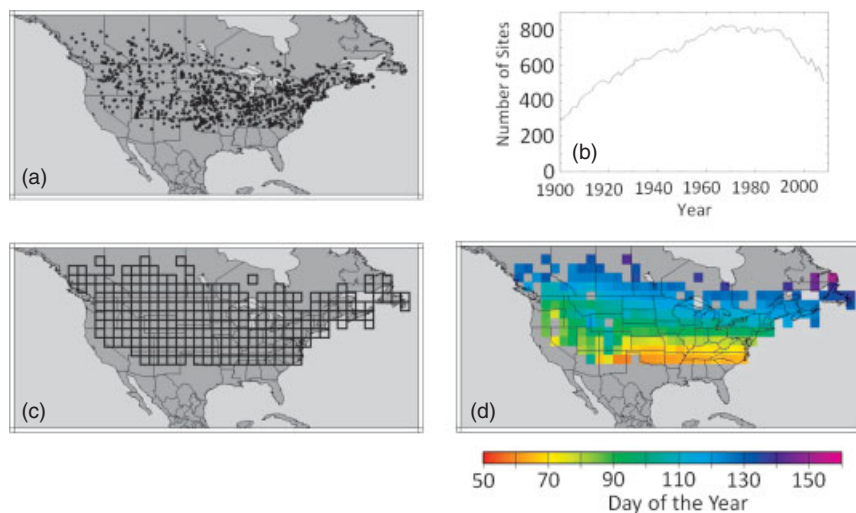 (a)
Number of Sites
800
600
400
200
0
(b)
1900 1920 1940 1960 1980 2000
Year
(c)
(d)
50 70 90 110 130 150
Day of the Year